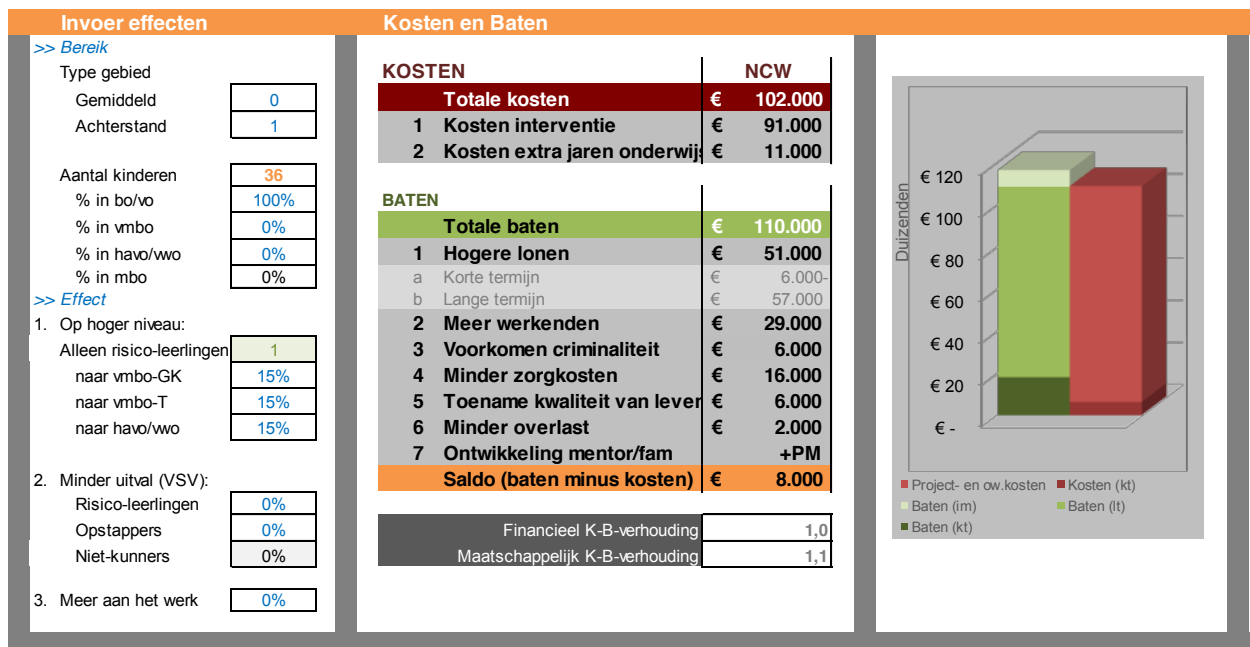 Invoer effecten
>> Bereik
Type gebied
Gemiddeld 0
Achterstand 1
Aantal kinderen 36
% in bo/vo 100%
% in vmbo 0%
% in havo/vwo 0%
% in mbo 0%
>> Effect
1. Op hoger niveau:
Alleen risico-leerlingen 1
naar vmbo-GK 15%
naar vmbo-T 15%
naar havo/vwo 15%
2. Minder uitval (VSV):
Risico-leerlingen 0%
Opstappers 0%
Niet-kunners 0%
3. Meer aan het werk 0%
Kosten en Baten
KOSTEN NCW
Totale kosten € 102.000
1 Kosten interventie € 91.000
2 Kosten extra jaren onderwijs € 11.000
BATEN
Totale baten € 110.000
1 Hogere lonen € 51.000
a Korte termijn € 6.000-
b Lange termijn € 57.000
2 Meer werkenden € 29.000
3 Voorkomen criminaliteit € 6.000
4 Minder zorgkosten € 16.000
5 Toename kwaliteit van lever € 6.000
6 Minder overlast € 2.000
7 Ontwikkeling mentor/fam +PM
Saldo (baten minus kosten) € 8.000
Financieel K-B-verhouding 1,0
Maatschappelijk K-B-verhouding 1,1
Duizenden
€ 120
€ 100
€ 80
€ 60
€ 40
€ 20
€ -
Project- en ow.kosten Kosten (kt)
Baten (im) Baten (lt)
Baten (kt)